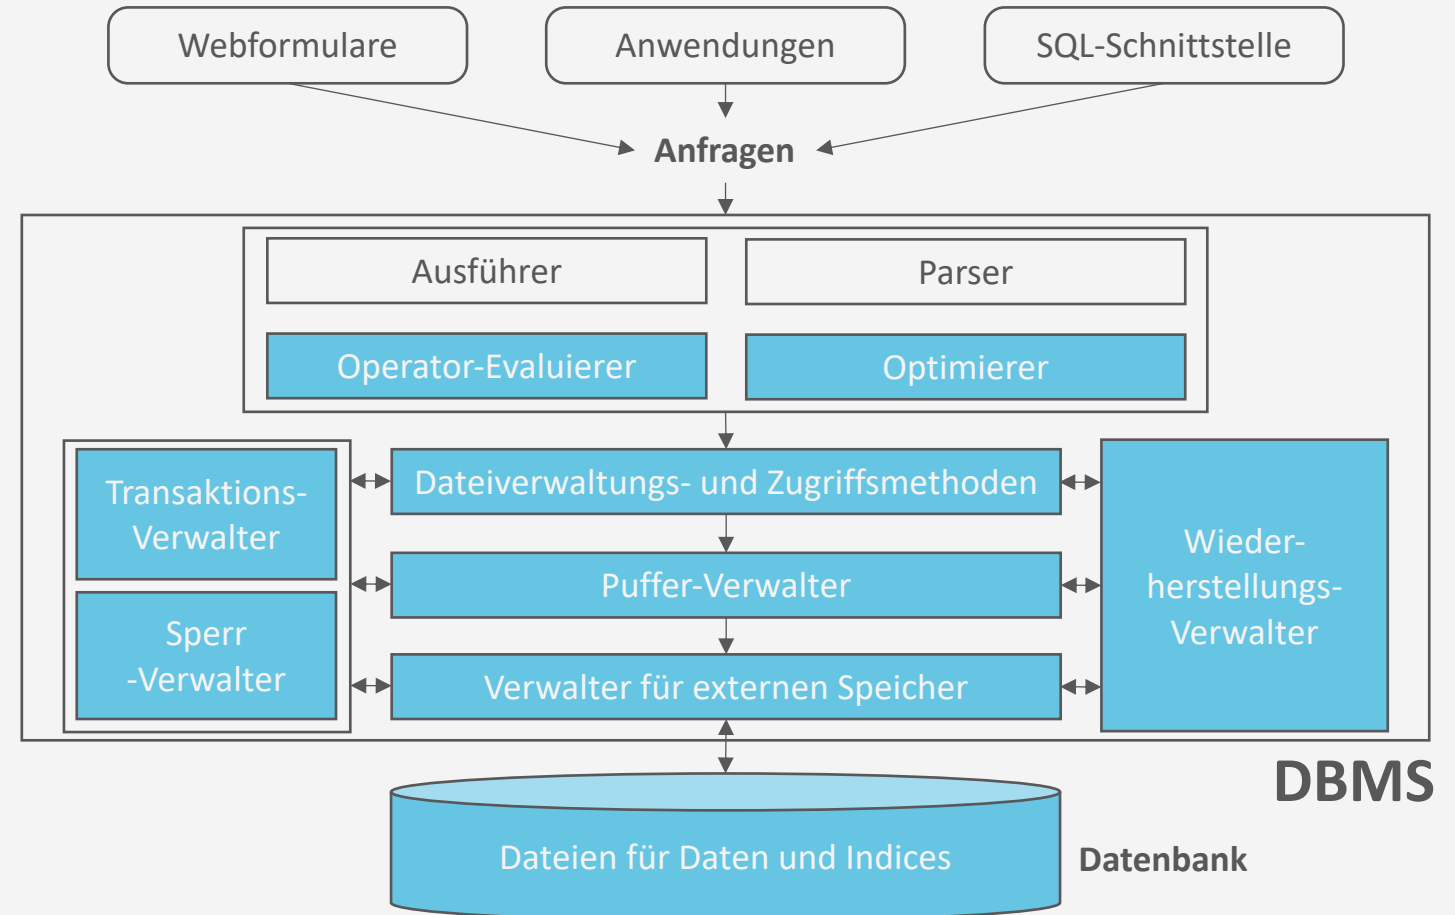 Webformulare
Anwendungen
SQL-Schnittstelle
Anfragen
Ausführer
Parser
Operator-Evaluierer
Optimierer
Transaktions-
Verwalter
Sperr
-Verwalter
Dateiverwaltungs- und Zugriffsmethoden
Puffer-Verwalter
Verwalter für externen Speicher
Wieder-
herstellungs-
Verwalter
DBMS
Dateien für Daten und Indices
Datenbank